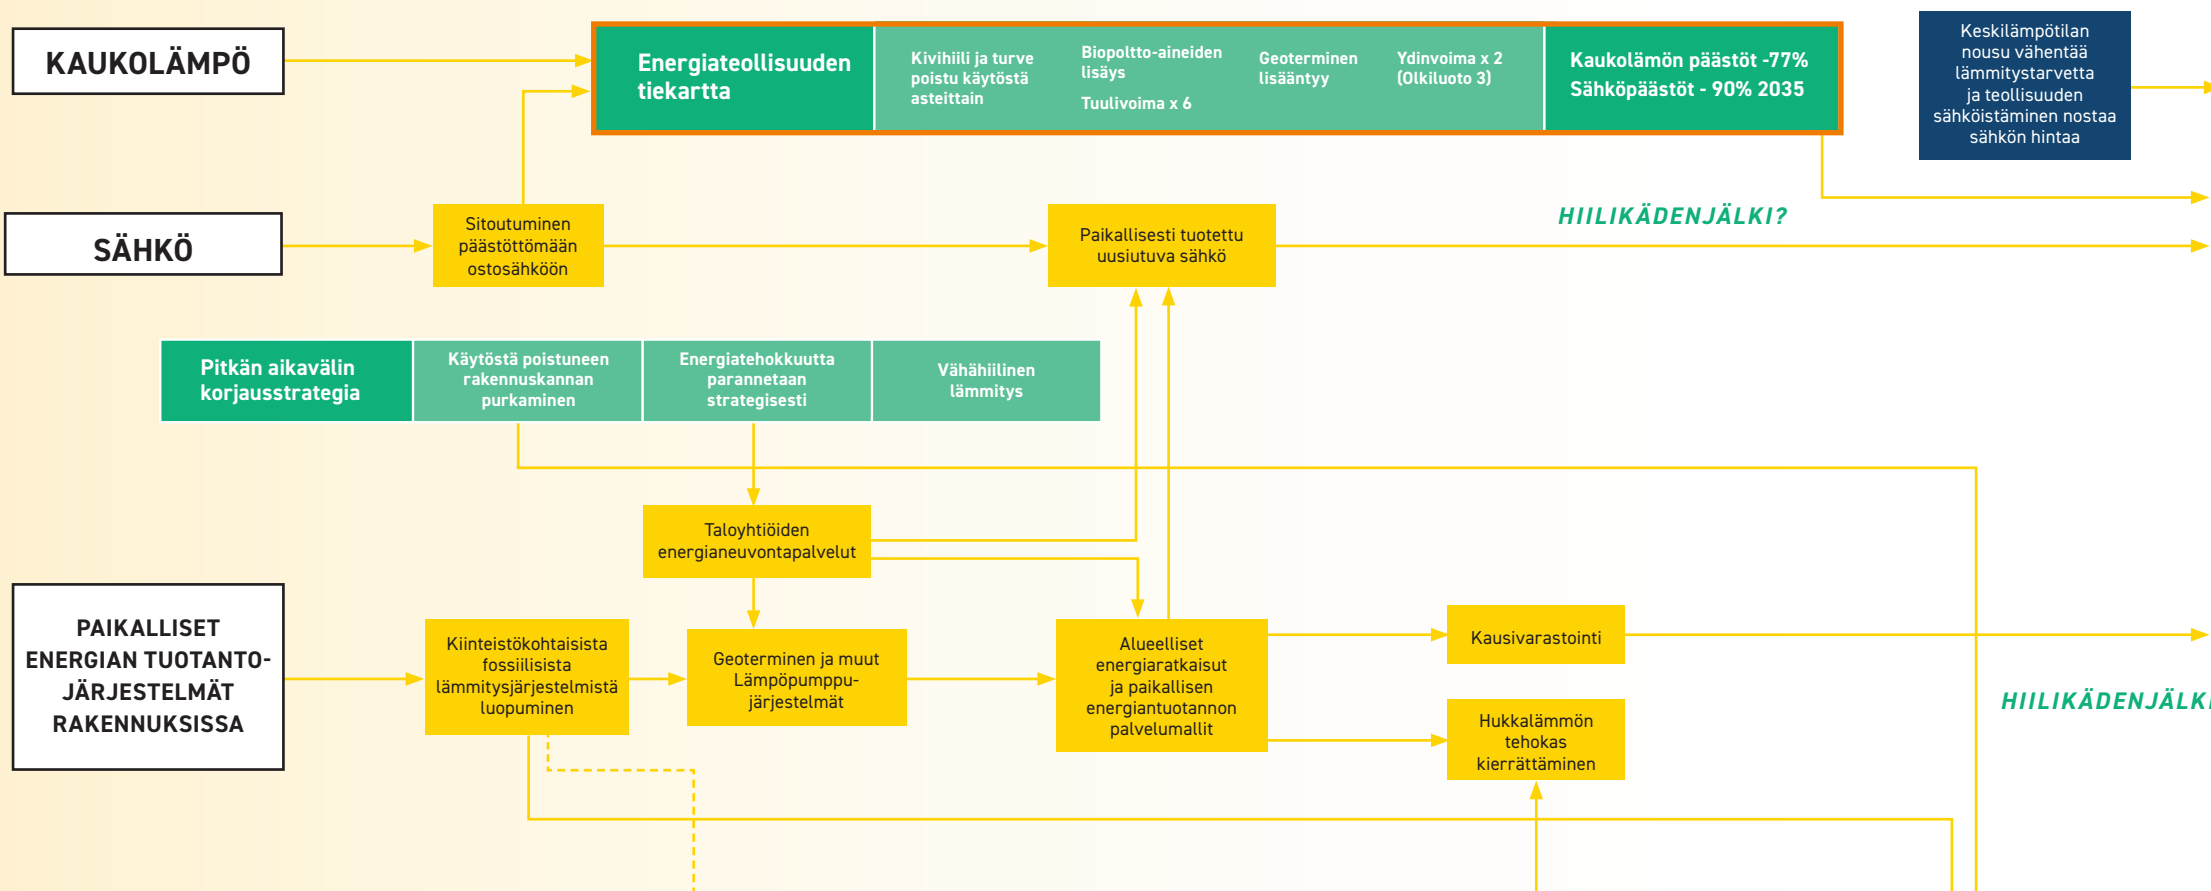 KAUKOLÄMPÖ
Energiateollisuuden
tiekartta
Kivihiili ja turve
poistu käytöstä
asteittain
Biopoltto-aineiden
lisäys
Tuulivoima x 6
Geoterminen
lisääntyy
Ydinvoima x 2
(Olkiluoto 3)
Kaukolämön päästöt -77%
Sähköpäästöt - 90% 2035
Keskilämpötilan
nousu vähentää
lämmitystarvetta
ja teollisuuden
sähköistäminen nostaa
sähkön hintaa
SÄHKÖ
Sitoutuminen
päästöttömään
ostosähköön
Paikallisesti tuotettu
uusiutuva sähkö
HIILIKÄDENJÄLKI?
Pitkän aikavälin
korjausstrategia
Käytöstä poistuneen
rakennuskannan
purkaminen
Energiatehokkuutta
parannetaan
strategisesti
Vähähiilinen
lämmitys
Taloyhtiöiden
energianeuvontapalvelut
PAIKALLISET
ENERGIAN TUOTANTO-
JÄRJESTELMÄT
RAKENNUKSISSA
Kiinteistökohtaisista
fossiilisista
lämmitysjärjestelmistä
luopuminen
Geoterminen ja muut
Lämpöpumppu-
järjestelmät
Alueelliset
energiaratkaisut
ja paikallisen
energiantuotannon
palvelumallit
Kausivarastointi
Hukkalämmön
tehokas
kierrättäminen
HIILIKÄDENJÄLKI